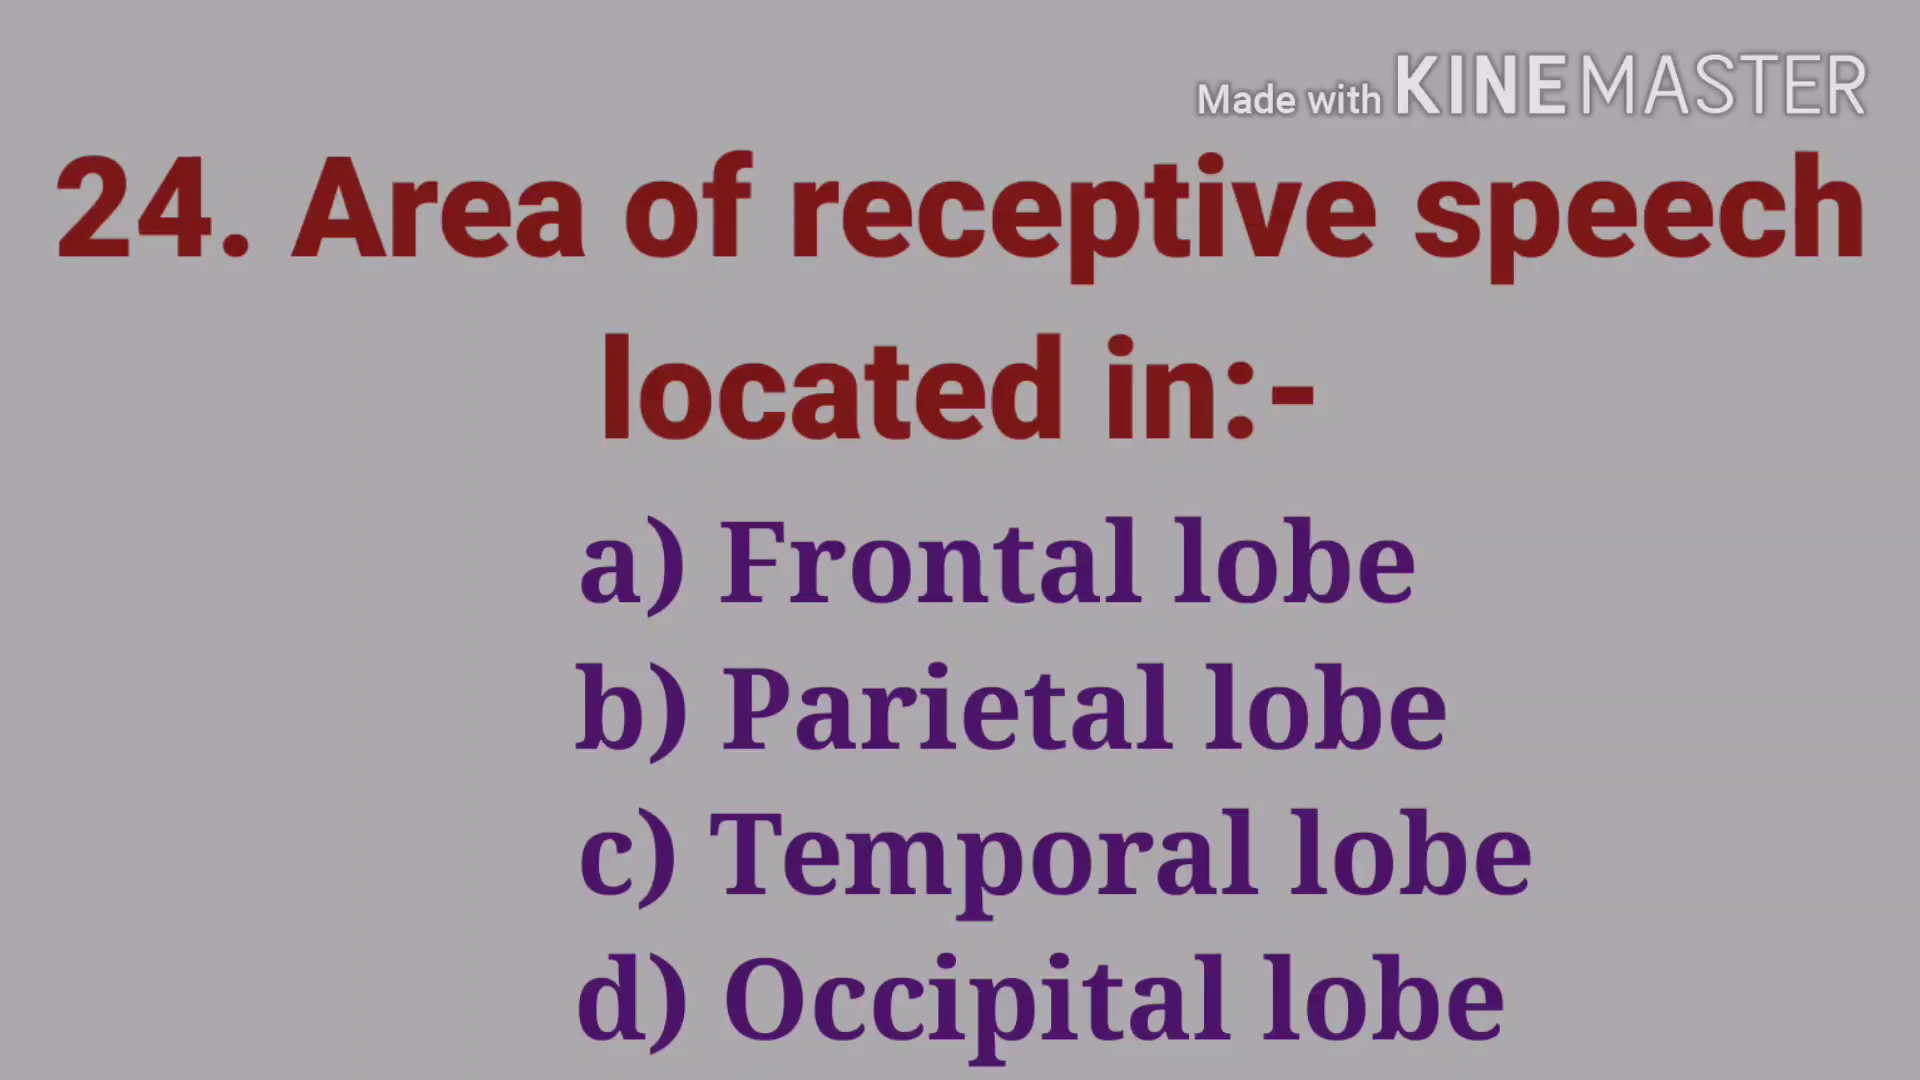 Made with KINEMASTER
24. Area of receptive speech
located in:-
a) Frontal lobe
b) Parietal lobe
c) Temporal lobe
d) Occipital lobe